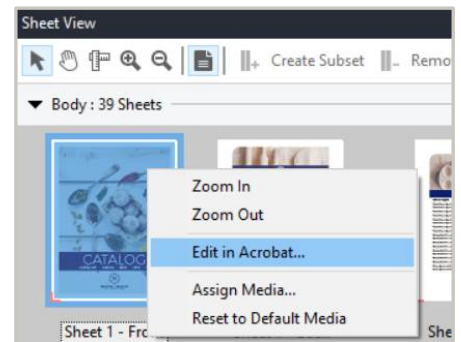 Sheet View
Create Subset
Remo
Body : 39 Sheets
CATALOG
Zoom In
Zoom Out
Edit in Acrobat...
Assign Media...
Reset to Default Media
Sheet 1 - Fro
She